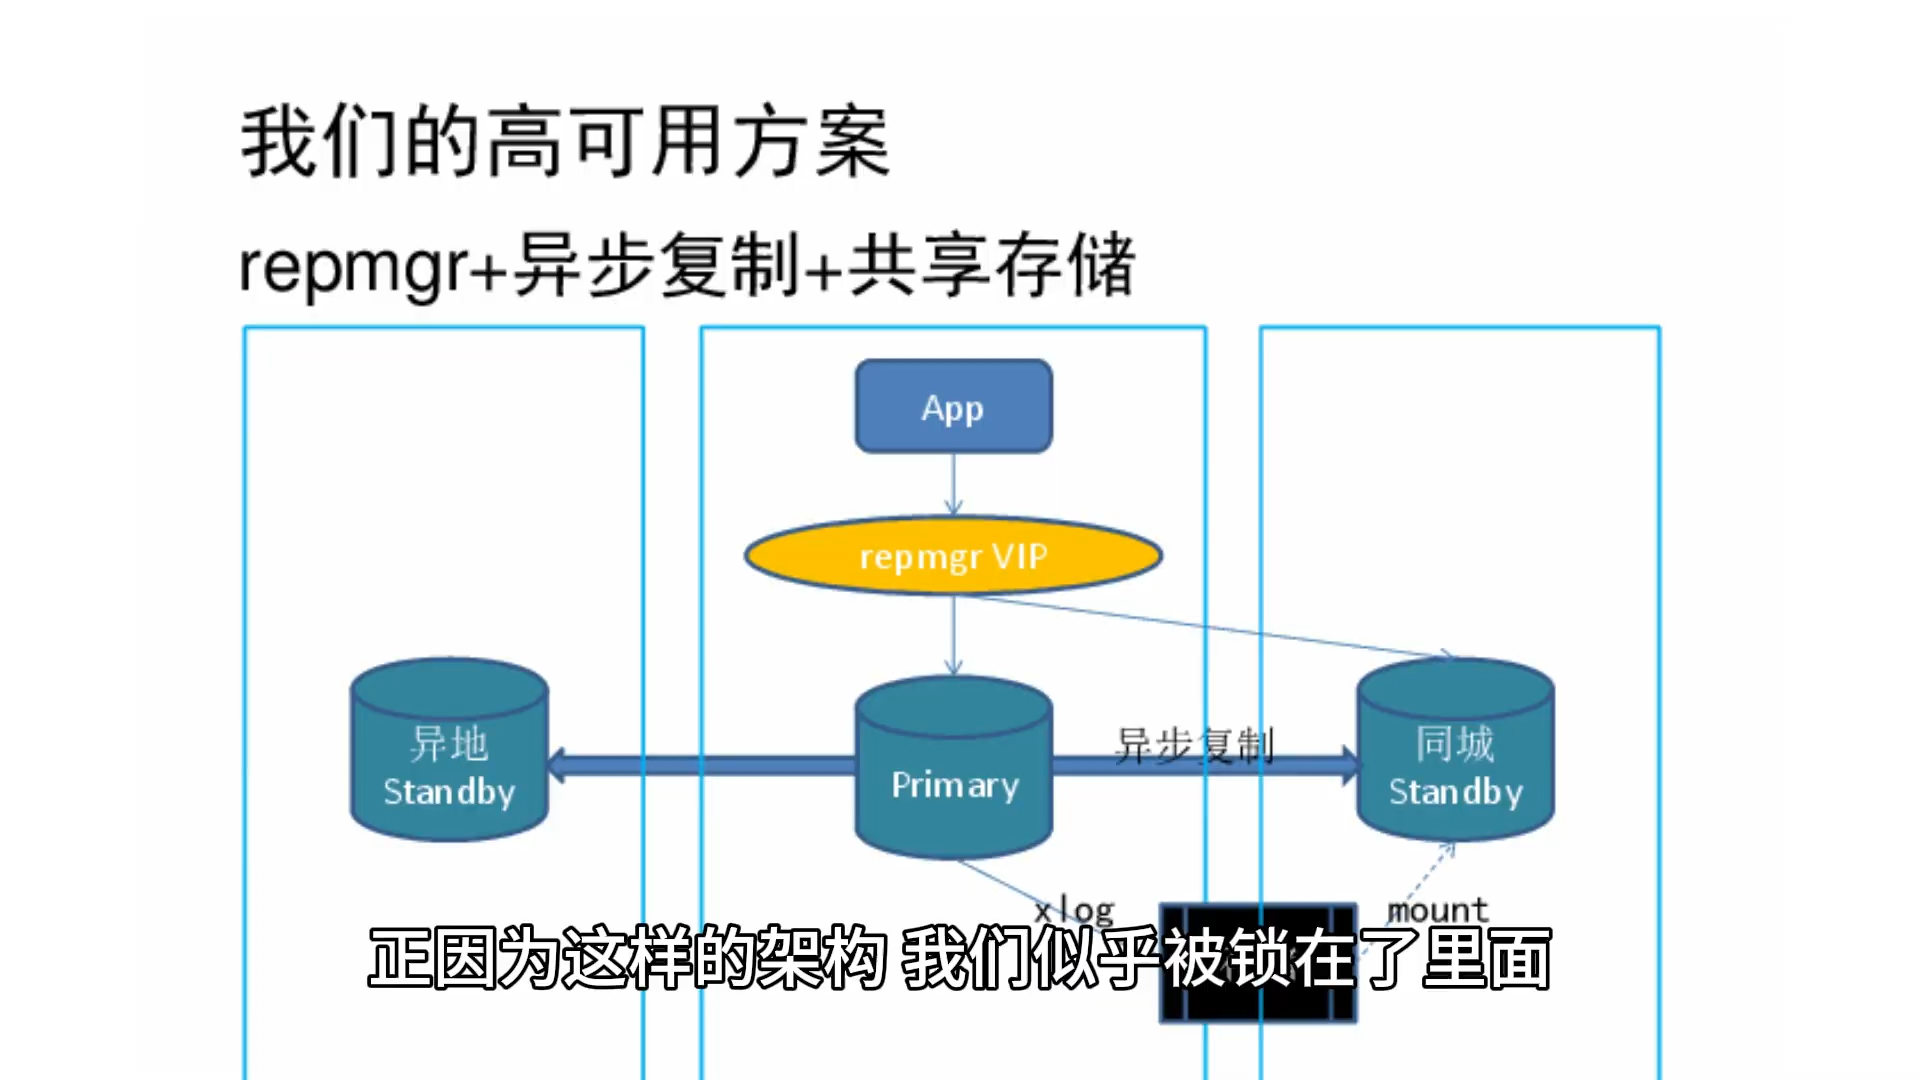 我们的高可用方案
repmgr+异步复制+共享存储
App
repmgr VIP
异地
Standby
Primary
异步复制
同城
Standby
xlog
mount
正因为这样的架构 我们似乎被锁在了里面